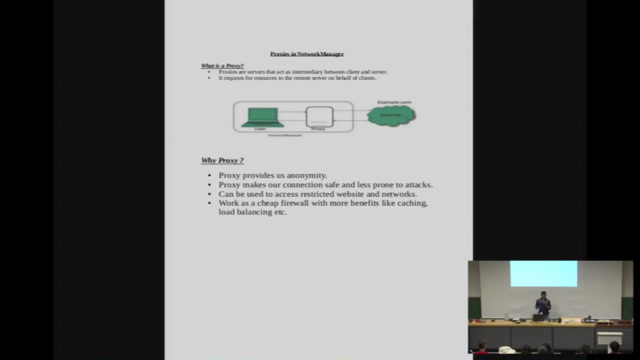 Proxies in NetworkManager
What is a Proxy?
• Proxies are servers that act as intermediary between client and server.
• It requests for resources to the remote server on behalf of clients.
Example.com
Internet
User
Proxy
Internal Network
Why Proxy ?
• Proxy provides us anonymity.
• Proxy makes our connection safe and less prone to attacks.
• Can be used to access restricted website and networks.
• Work as a cheap firewall with more benefits like caching,
load balancing etc.